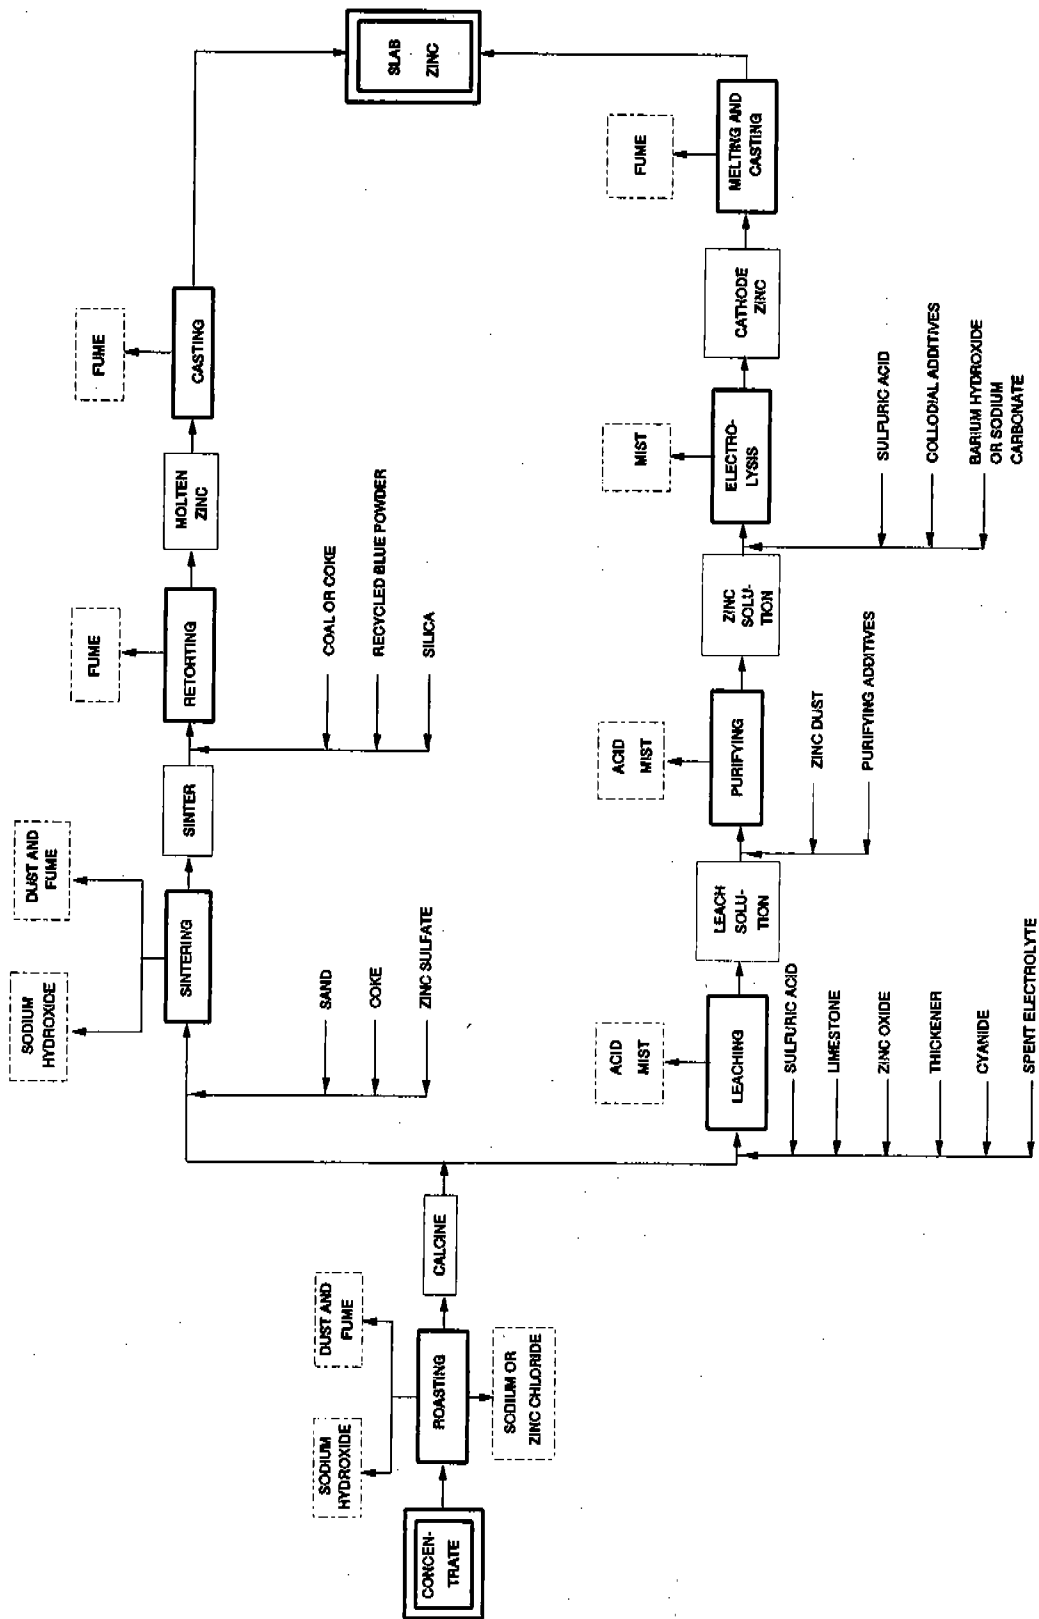 CONCEN-
TRATE
ROASTING
SODIUM
HYDROXIDE
DUST AND
FUME
SODIUM OR
ZINC CHLORIDE
CALCINE
SODIUM
HYDROXIDE
DUST AND
FUME
SINTERING
SAND
COKE
ZINC SULFATE
SINTER
FUME
RETORTING
COAL OR COKE
RECYCLED BLUE POWDER
SILICA
MOLTEN
ZINC
FUME
CASTING
SLAB
ZINC
ACID
MIST
LEACHING
SULFURIC ACID
LIMESTONE
ZINC OXIDE
THICKENER
CYANIDE
SPENT ELECTROLYTE
LEACH
SOLU-
TION
ACID
MIST
PURIFYING
ZINC DUST
PURIFYING ADDITIVES
ZINC
SOLU-
TION
MIST
ELECTRO-
LYSIS
SULFURIC ACID
COLLODIAL ADDITIVES
BARIUM HYDROXIDE
OR SODIUM
CARBONATE
CATHODE
ZINC
FUME
MELTING AND
CASTING